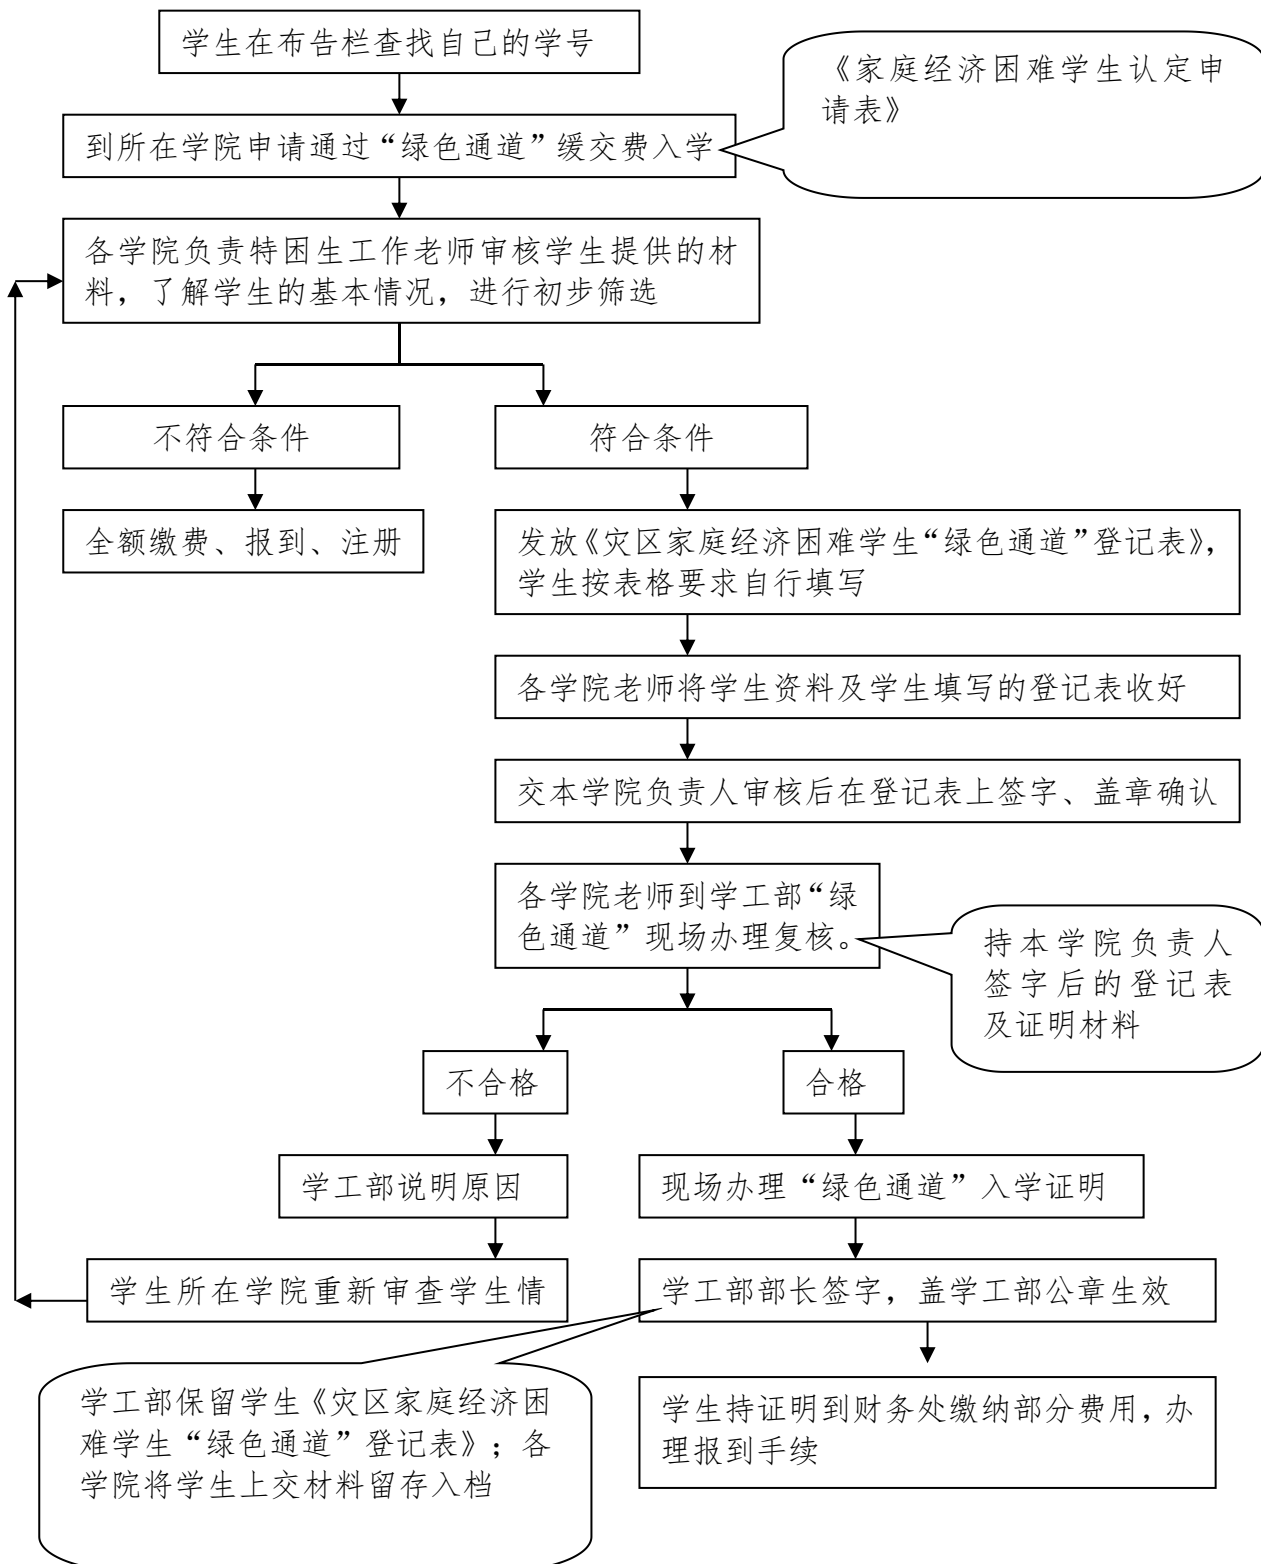 学生在布告栏查找自己的学号
《家庭经济困难学生认定申
请表》
到所在学院申请通过“绿色通道”缓交费入学
各学院负责特困生工作老师审核学生提供的材
料，了解学生的基本情况，进行初步筛选
不符合条件
符合条件
全额缴费、报到、注册
发放《灾区家庭经济困难学生“绿色通道”登记表》，
学生按表格要求自行填写
各学院老师将学生资料及学生填写的登记表收好
交本学院负责人审核后在登记表上签字、盖章确认
各学院老师到学工部“绿
色通道”现场办理复核。
持本学院负责人
签字后的登记表
及证明材料
不合格
合格
学工部说明原因
现场办理“绿色通道”入学证明
学生所在学院重新审查学生情
学工部部长签字，盖学工部公章生效
学工部保留学生《灾区家庭经济困
难学生“绿色通道”登记表》；各
学院将学生上交材料留存入档
学生持证明到财务处缴纳部分费用，办
理报到手续